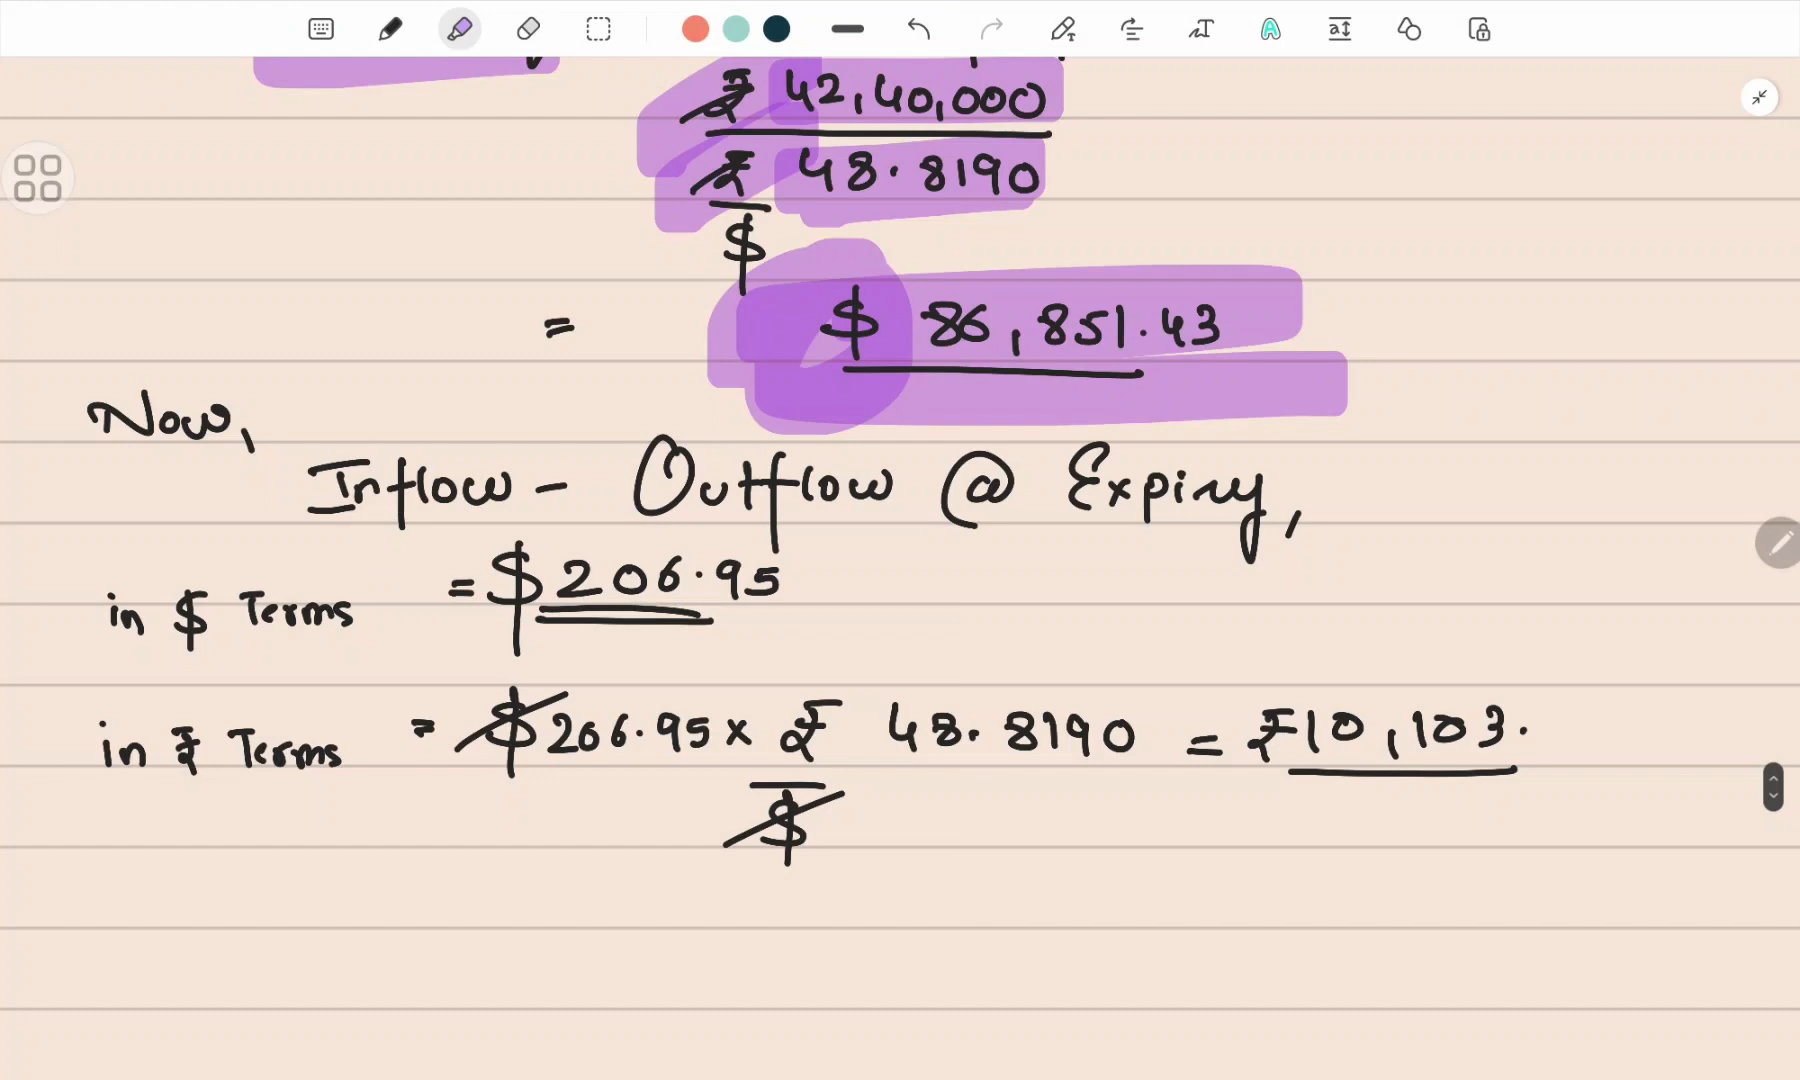 ₹ 42,40,000
₹ 48.8190
$
= $ 86,851.43
Now,
Inflow - Outflow @ Expiry,
in $ Terms = $ 206.95
in ₹ Terms = $ 206.95 x ₹ 48.8190 = ₹10,103.
$